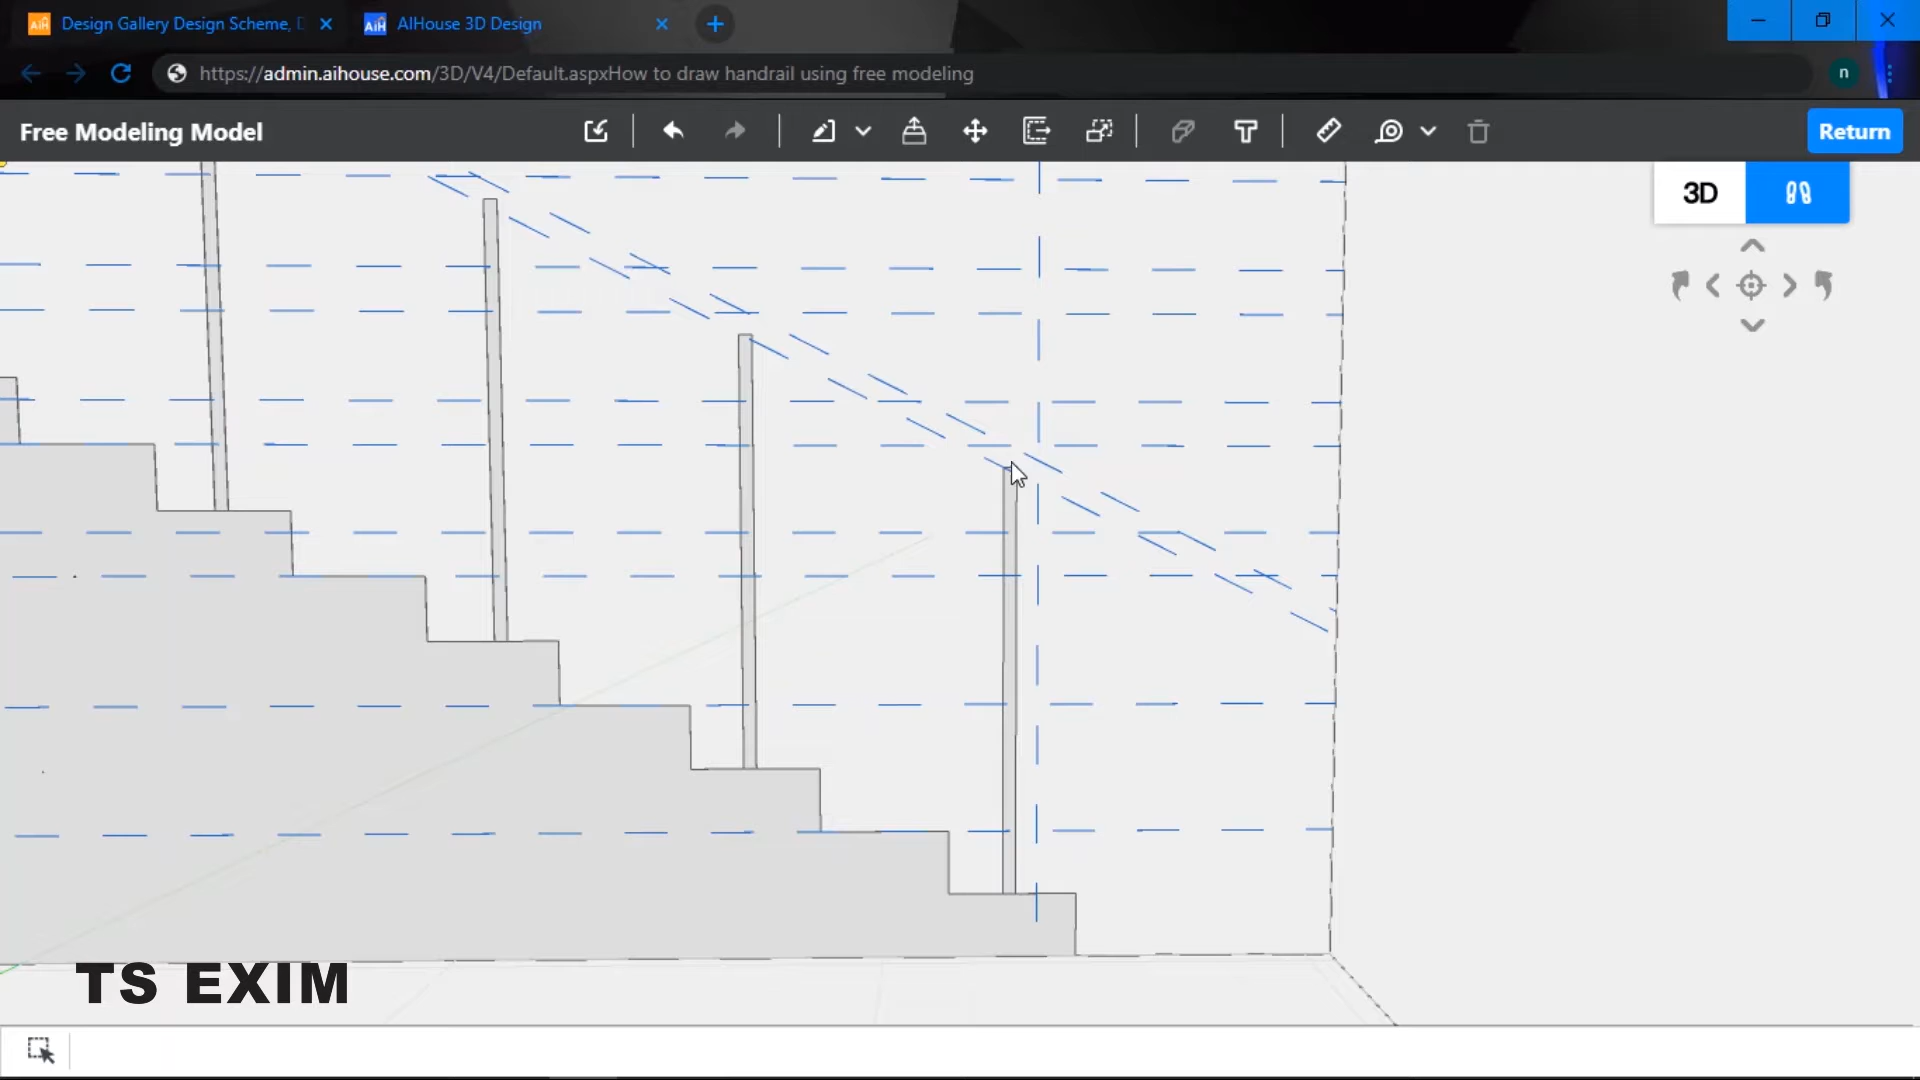 Design Gallery Design Scheme, D
AIHouse 3D Design
https://admin.aihouse.com/3D/V4/Default.aspxHow to draw handrail using free modeling
n
Free Modeling Model
Return
3D
TS EXIM